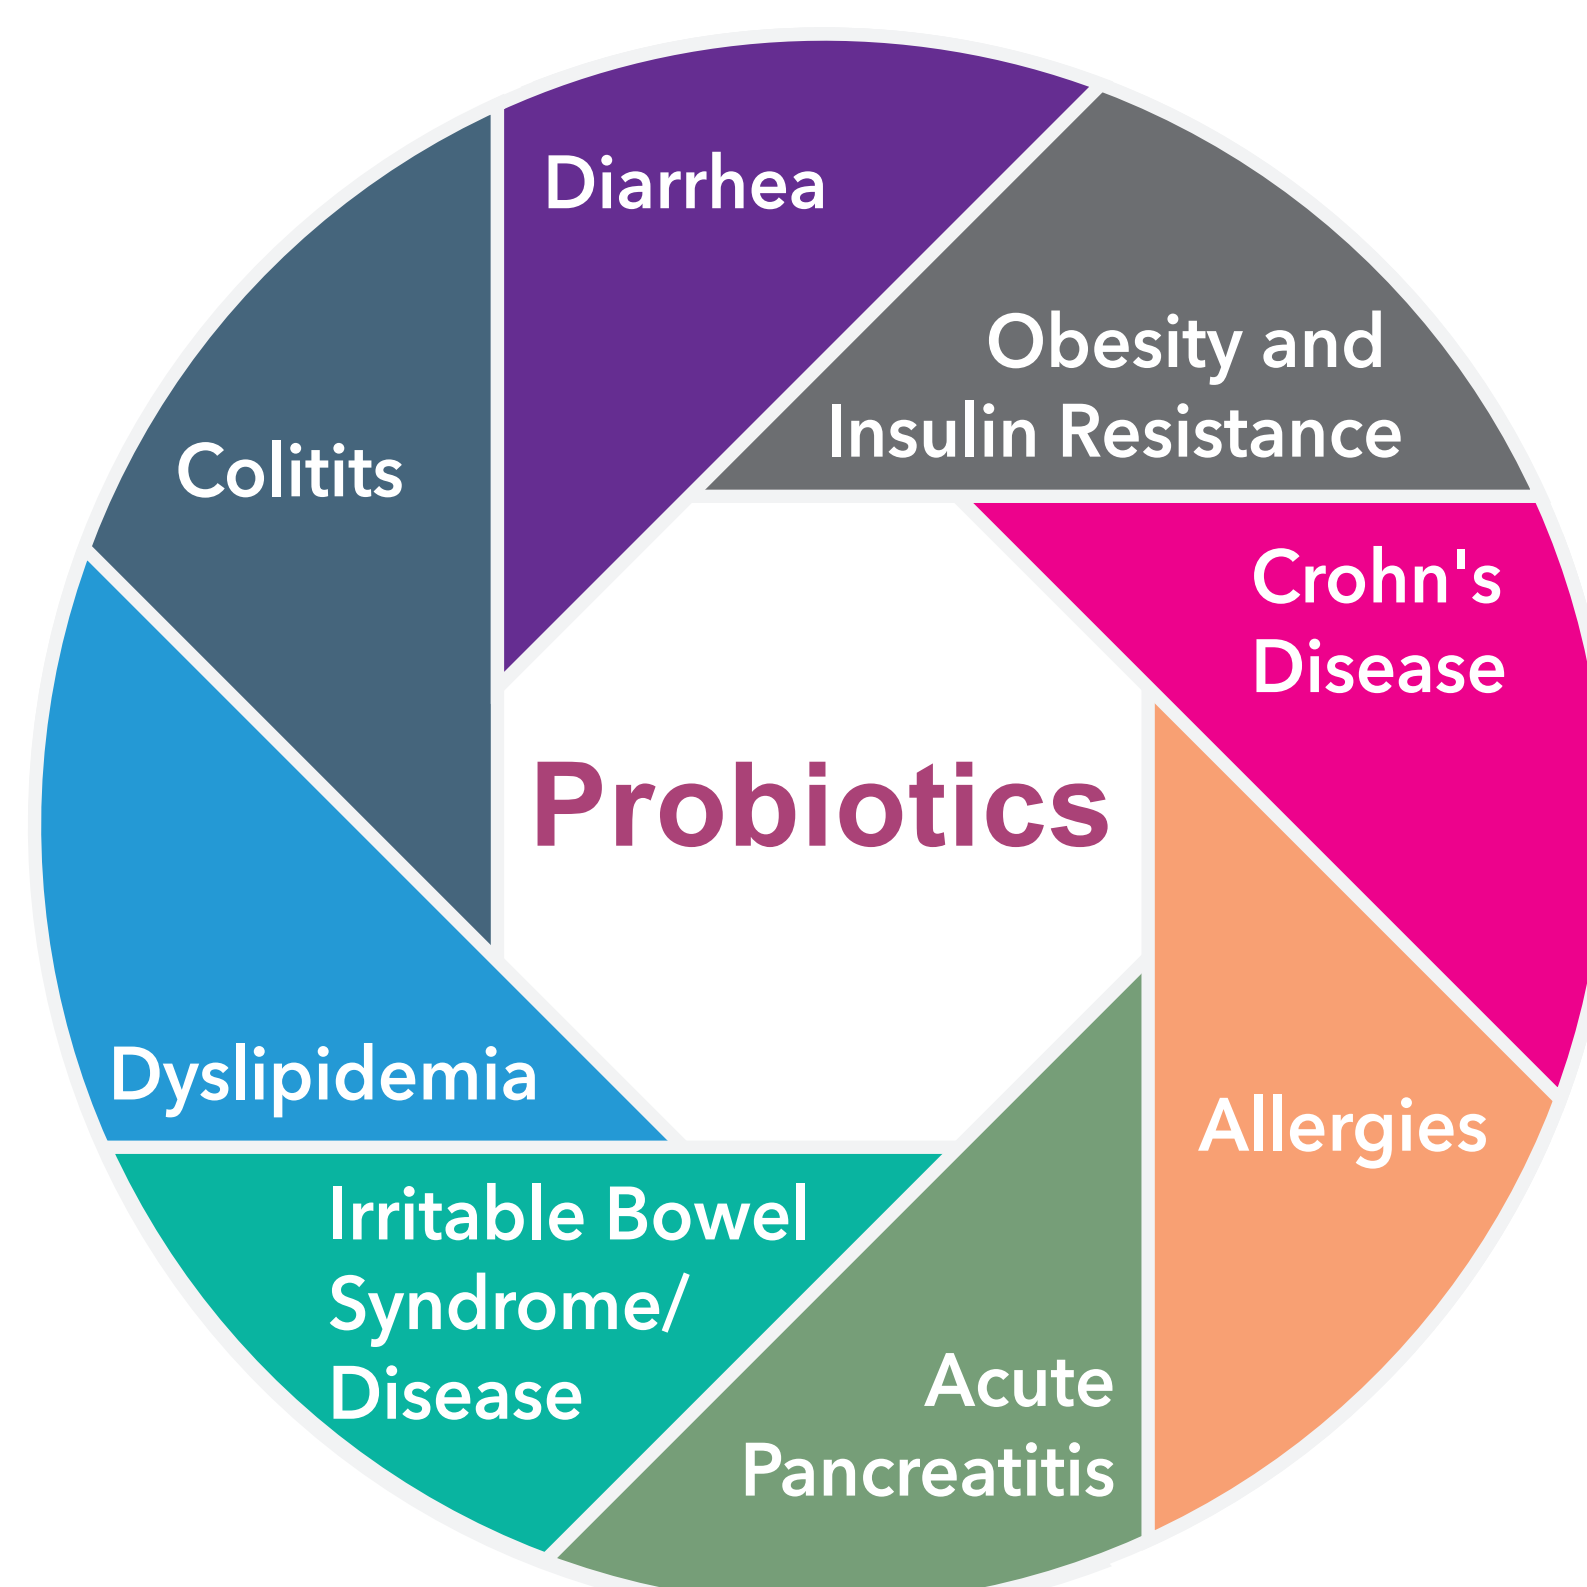 Diarrhea
Obesity and
Insulin Resistance
Crohn's
Disease
Allergies
Acute
Pancreatitis
Irritable Bowel
Syndrome/
Disease
Dyslipidemia
Colitits
Probiotics